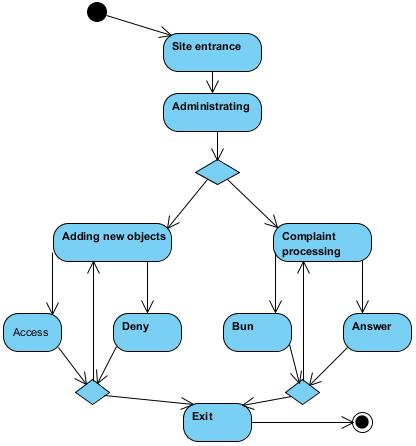 Site entrance
Administrating
Adding new objects
Complaint
processing
Access
Deny
Bun
Answer
Exit